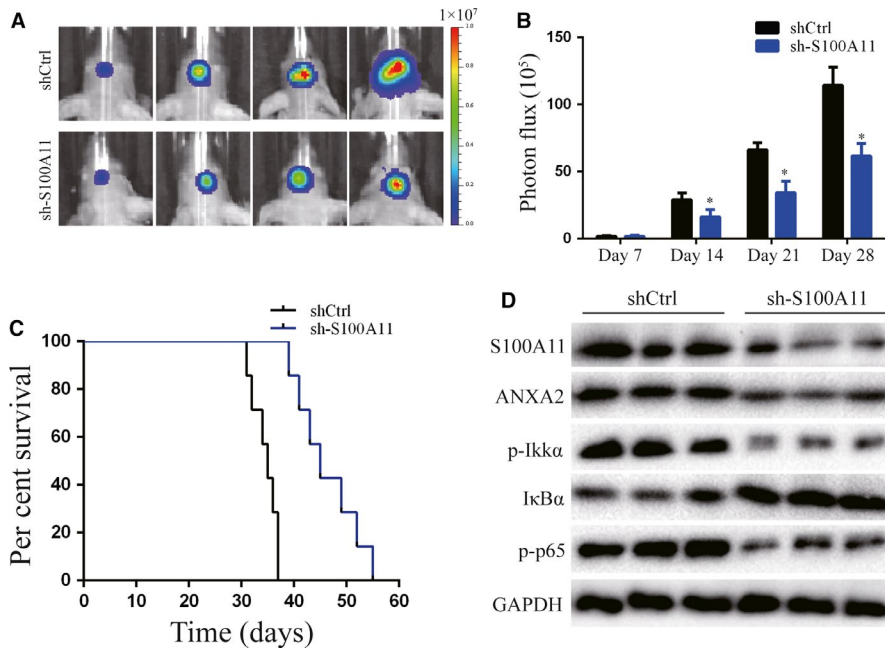 A
1×10⁷
shCtrl
sh-S100A11
1.0
0.8
0.6
0.4
0.2
0.0
B
shCtrl
sh-S100A11
Photon flux (10⁵)
150
100
50
0
*
*
*
Day 7 Day 14 Day 21 Day 28
C
shCtrl
sh-S100A11
Per cent survival
100
80
60
40
20
0
0 10 20 30 40 50 60
Time (days)
D
shCtrl sh-S100A11
S100A11
ANXA2
p-Ikkα
IκBα
p-p65
GAPDH